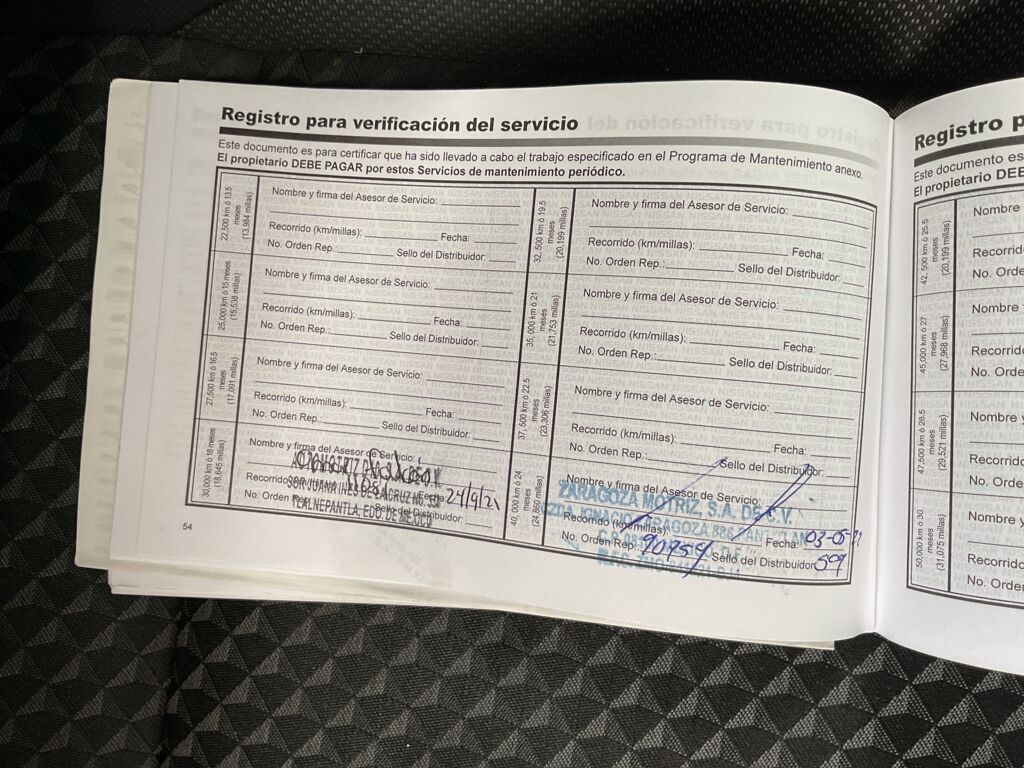 Registro para verificación del servicio
Este documento es para certificar que ha sido llevado a cabo el trabajo especificado en el Programa de Mantenimiento anexo.
El propietario DEBE PAGAR por estos Servicios de mantenimiento periódico.
22,500 km ó 13.5
meses
(13,984 millas)
Nombre y firma del Asesor de Servicio:
Recorrido (km/millas): Fecha:
No. Orden Rep.: Sello del Distribuidor:
25,000 km ó 15 meses
(15,538 millas)
Nombre y firma del Asesor de Servicio:
Recorrido (km/millas): Fecha:
No. Orden Rep.: Sello del Distribuidor:
27,500 km ó 16.5
meses
(17,091 millas)
Nombre y firma del Asesor de Servicio:
Recorrido (km/millas): Fecha:
No. Orden Rep.: Sello del Distribuidor:
30,000 km ó 18 meses
(18,645 millas)
Nombre y firma del Asesor de Servicio:
SOR JUANA INES DE LA CRUZ NO.
Recorrido (km/millas): Fecha: 24/9/21
No. Orden Rep.: Sello del Distribuidor:
TLALNEPANTLA, EDO. DE MEXICO
54
32,500 km ó 19.5
meses
(20,199 millas)
Nombre y firma del Asesor de Servicio:
Recorrido (km/millas): Fecha:
No. Orden Rep.: Sello del Distribuidor:
35,000 km ó 21
meses
(21,753 millas)
Nombre y firma del Asesor de Servicio:
Recorrido (km/millas): Fecha:
No. Orden Rep.: Sello del Distribuidor:
37,500 km ó 22.5
meses
(23,306 millas)
Nombre y firma del Asesor de Servicio:
Recorrido (km/millas): Fecha:
No. Orden Rep.: Sello del Distribuidor:
40,000 km ó 24
meses
(24,860 millas)
Nombre y firma del Asesor de Servicio:
ZARAGOZA MOTRIZ, S.A. DE C.V.
Recorrido (km/millas): Fecha: 03-05-
No. Orden Rep.: 90959 Sello del Distribuidor:
Registro p
Este documento es
El propietario DEBE
42,500 km ó 25.5
meses
(20,199 millas)
Nombre
Recorrid
No. Orde
45,000 km ó 27
meses
(27,968 millas)
Nombre
Recorrid
No. Orde
47,500 km ó 28.5
meses
(29,521 millas)
Nombre y
Recorrido
No. Orde
50,000 km ó 30
meses
(31,075 millas)
Nombre y
Recorrido
No. Orden